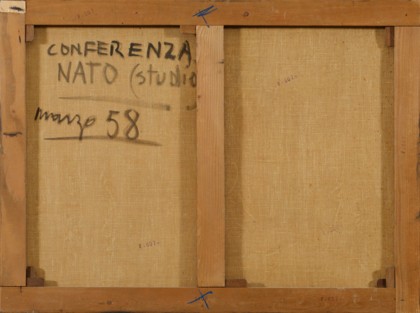 CONFERENZA
NATO (studio
marzo 58